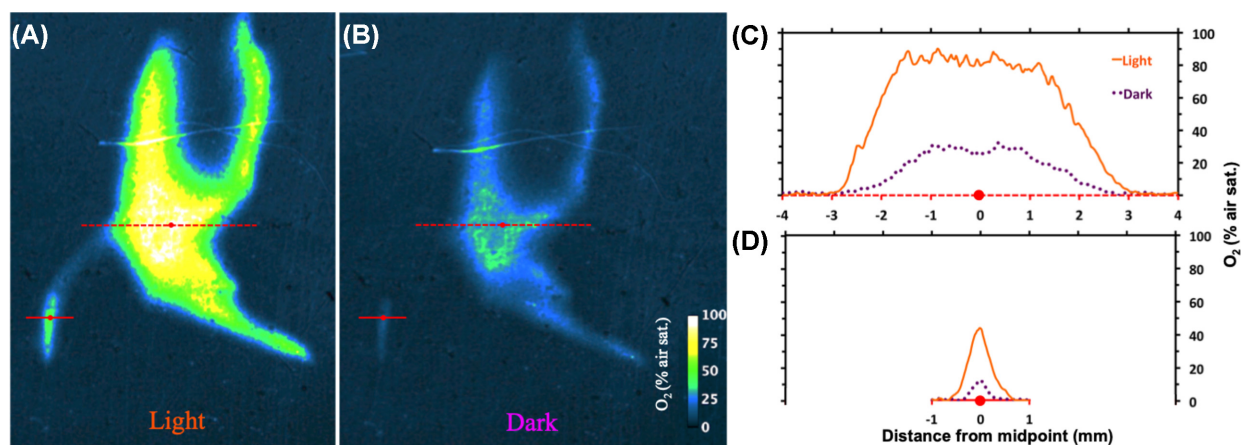 (A)
(B)
(C)
(D)
Light
Dark
O2 (% air sat.)
100
75
50
25
0
Light
Dark
100
80
60
40
20
0
-4 -3 -2 -1 0 1 2 3 4
100
80
60
40
20
0
-1 0 1
Distance from midpoint (mm)
O2 (% air sat.)